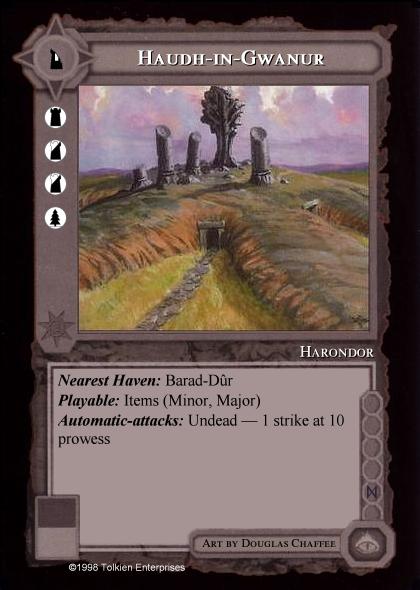 Haudh-in-Gwanur
Harondor
Nearest Haven: Barad-Dûr
Playable: Items (Minor, Major)
Automatic-attacks: Undead — 1 strike at 10
prowess
Art by Douglas Chaffee
©1998 Tolkien Enterprises